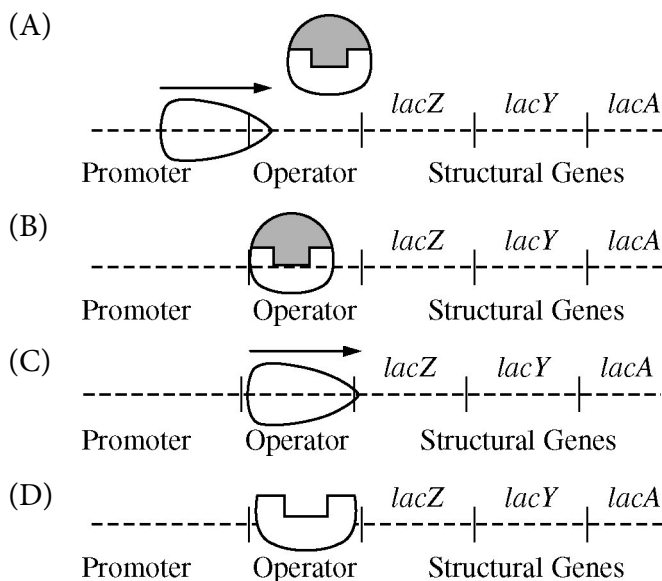 (A)
lacZ lacY lacA
Promoter Operator Structural Genes
(B)
lacZ lacY lacA
Promoter Operator Structural Genes
(C)
lacZ lacY lacA
Promoter Operator Structural Genes
(D)
lacZ lacY lacA
Promoter Operator Structural Genes